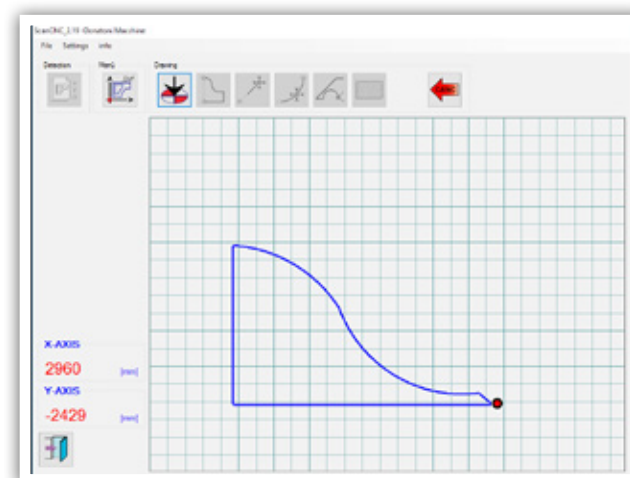 File Settings info
Detection
Drawing
X-AXIS
2960 [mm]
Y-AXIS
-2429 [mm]